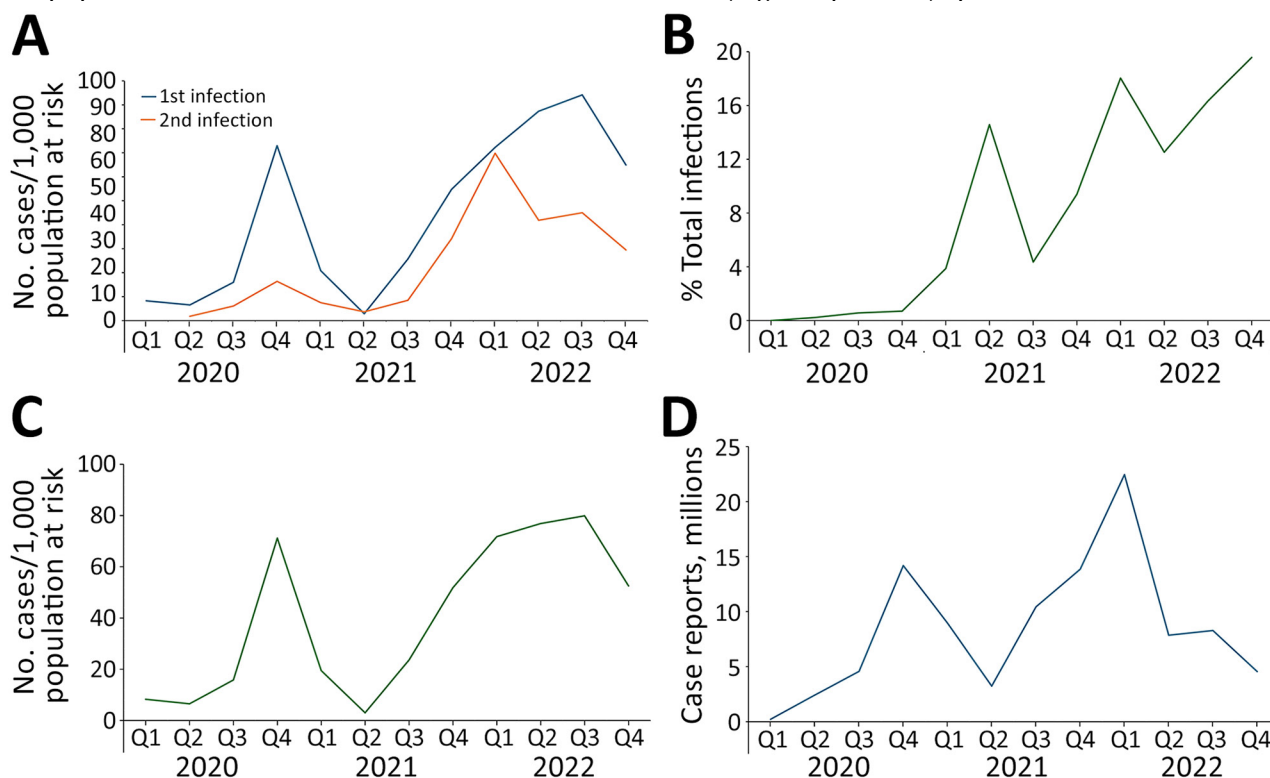 A
No. cases/1,000
population at risk
100
90
80
60
50
40
30
20
10
0
1st infection
2nd infection
Q1 Q2 Q3 Q4 Q1 Q2 Q3 Q4 Q1 Q2 Q3 Q4
2020 2021 2022
B
% Total infections
20
16
12
8
4
0
Q1 Q2 Q3 Q4 Q1 Q2 Q3 Q4 Q1 Q2 Q3 Q4
2020 2021 2022
C
No. cases/1,000
population at risk
100
80
60
40
20
0
Q1 Q2 Q3 Q4 Q1 Q2 Q3 Q4 Q1 Q2 Q3 Q4
2020 2021 2022
D
Case reports, millions
25
20
15
10
5
0
Q1 Q2 Q3 Q4 Q1 Q2 Q3 Q4 Q1 Q2 Q3 Q4
2020 2021 2022